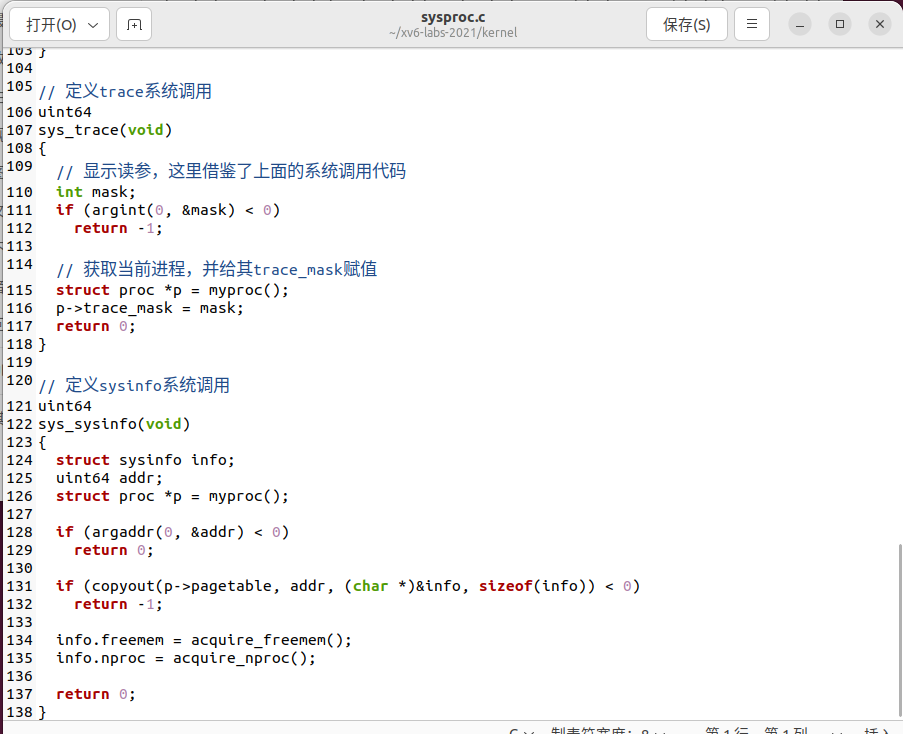 打开(O)
sysproc.c
~/xv6-labs-2021/kernel
保存(S)
103 }
104
105 // 定义trace系统调用
106 uint64
107 sys_trace(void)
108 {
109   // 显示读参，这里借鉴了上面的系统调用代码
110   int mask;
111   if (argint(0, &mask) < 0)
112     return -1;
113
114   // 获取当前进程，并给其trace_mask赋值
115   struct proc *p = myproc();
116   p->trace_mask = mask;
117   return 0;
118 }
119
120 // 定义sysinfo系统调用
121 uint64
122 sys_sysinfo(void)
123 {
124   struct sysinfo info;
125   uint64 addr;
126   struct proc *p = myproc();
127
128   if (argaddr(0, &addr) < 0)
129     return 0;
130
131   if (copyout(p->pagetable, addr, (char *)&info, sizeof(info)) < 0)
132     return -1;
133
134   info.freemem = acquire_freemem();
135   info.nproc = acquire_nproc();
136
137   return 0;
138 }
C 制表符宽度：8 第 1 行，第 1 列 插入